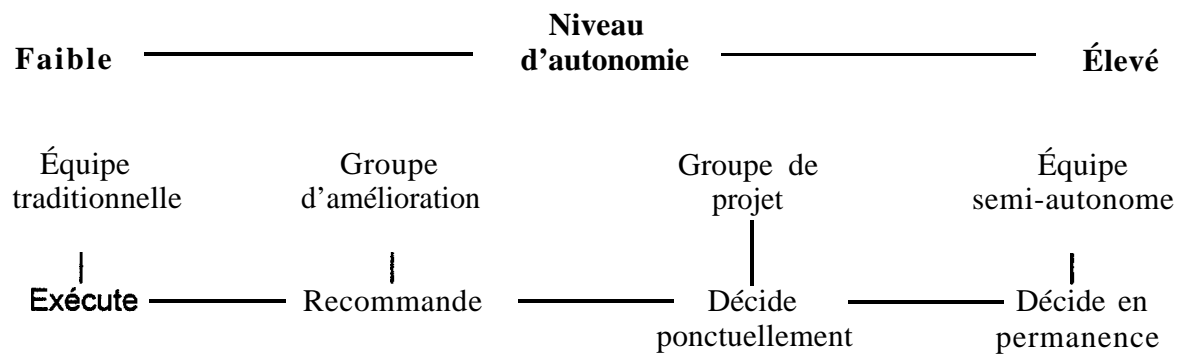 Niveau
Faible d'autonomie Élevé
Équipe Groupe Groupe de Équipe
traditionnelle d'amélioration projet semi-autonome
Exécute Recommande Décide Décide en
ponctuellement permanence